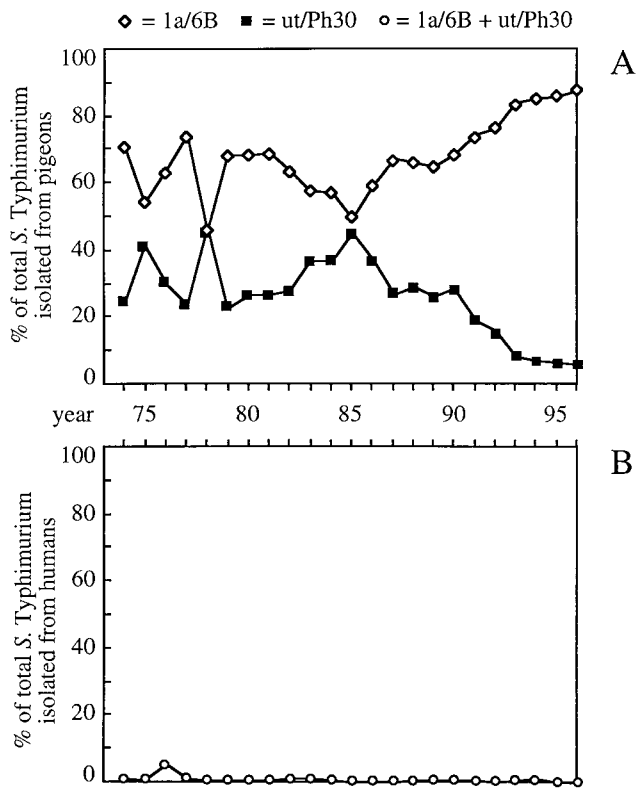 ◇ = 1a/6B ■ = ut/Ph30 ○ = 1a/6B + ut/Ph30
A
% of total S. Typhimurium
isolated from pigeons
100
80
60
40
20
0
year 75 80 85 90 95
B
% of total S. Typhimurium
isolated from humans
100
80
60
40
20
0